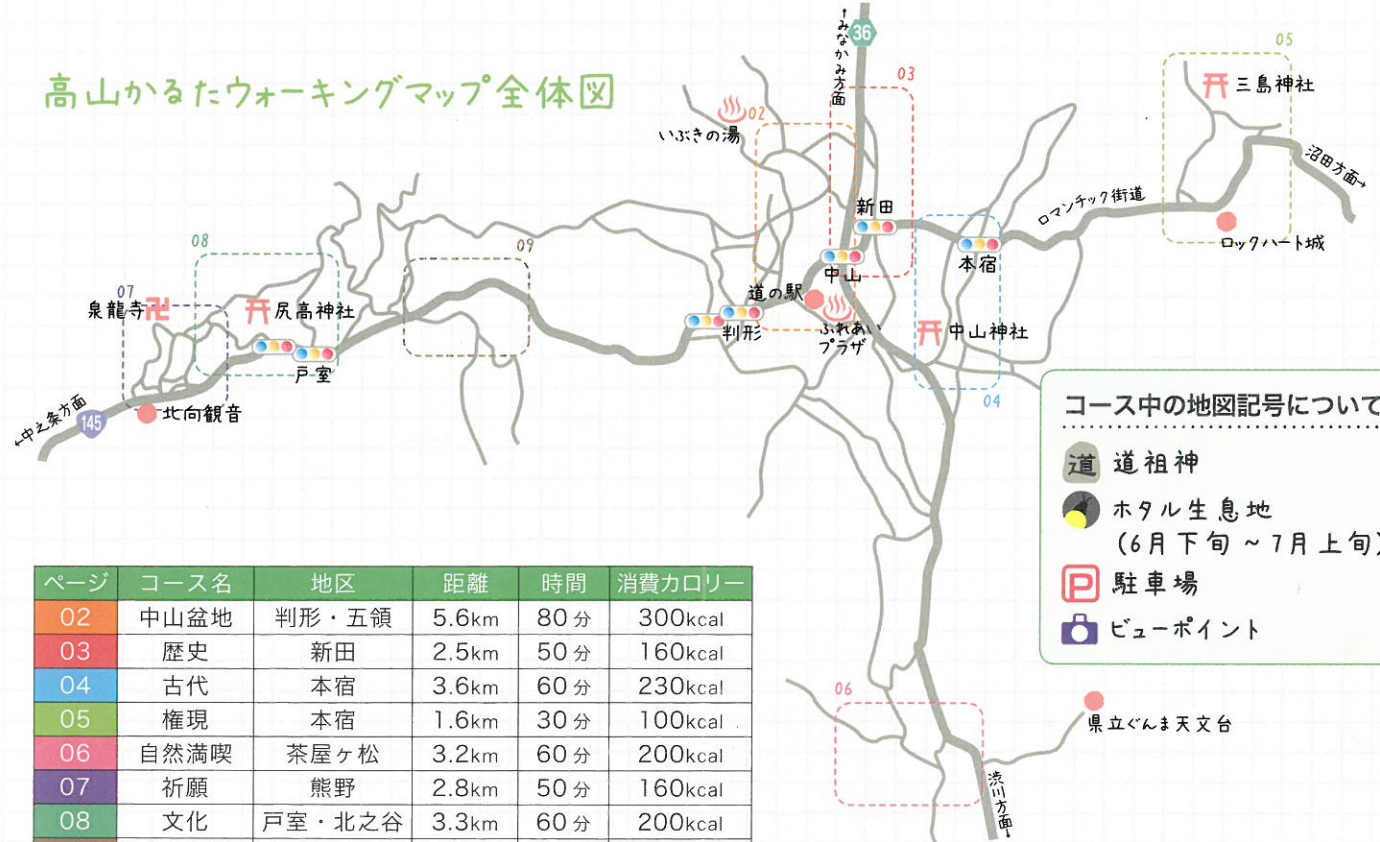 高山かるたウォーキングマップ全体図
↑みなかみ方面
36
05
三島神社
03
いぶきの湯
02
沼田方面→
ロマンチック街道
新田
ロックハート城
本宿
中山
08
09
07
泉龍寺
尻高神社
道の駅
判形
ふれあい
プラザ
中山神社
戸室
04
←中之条方面
145
北向観音
コース中の地図記号について
道 道祖神
ホタル生息地
(6月下旬~7月上旬)
P 駐車場
ビューポイント
ページ コース名 地区 距離 時間 消費カロリー
02 中山盆地 判形・五領 5.6km 80分 300kcal
03 歴史 新田 2.5km 50分 160kcal
04 古代 本宿 3.6km 60分 230kcal
05 権現 本宿 1.6km 30分 100kcal
06 自然満喫 茶屋ヶ松 3.2km 60分 200kcal
07 祈願 熊野 2.8km 50分 160kcal
08 文化 戸室・北之谷 3.3km 60分 200kcal
06
県立ぐんま天文台
渋川方面→